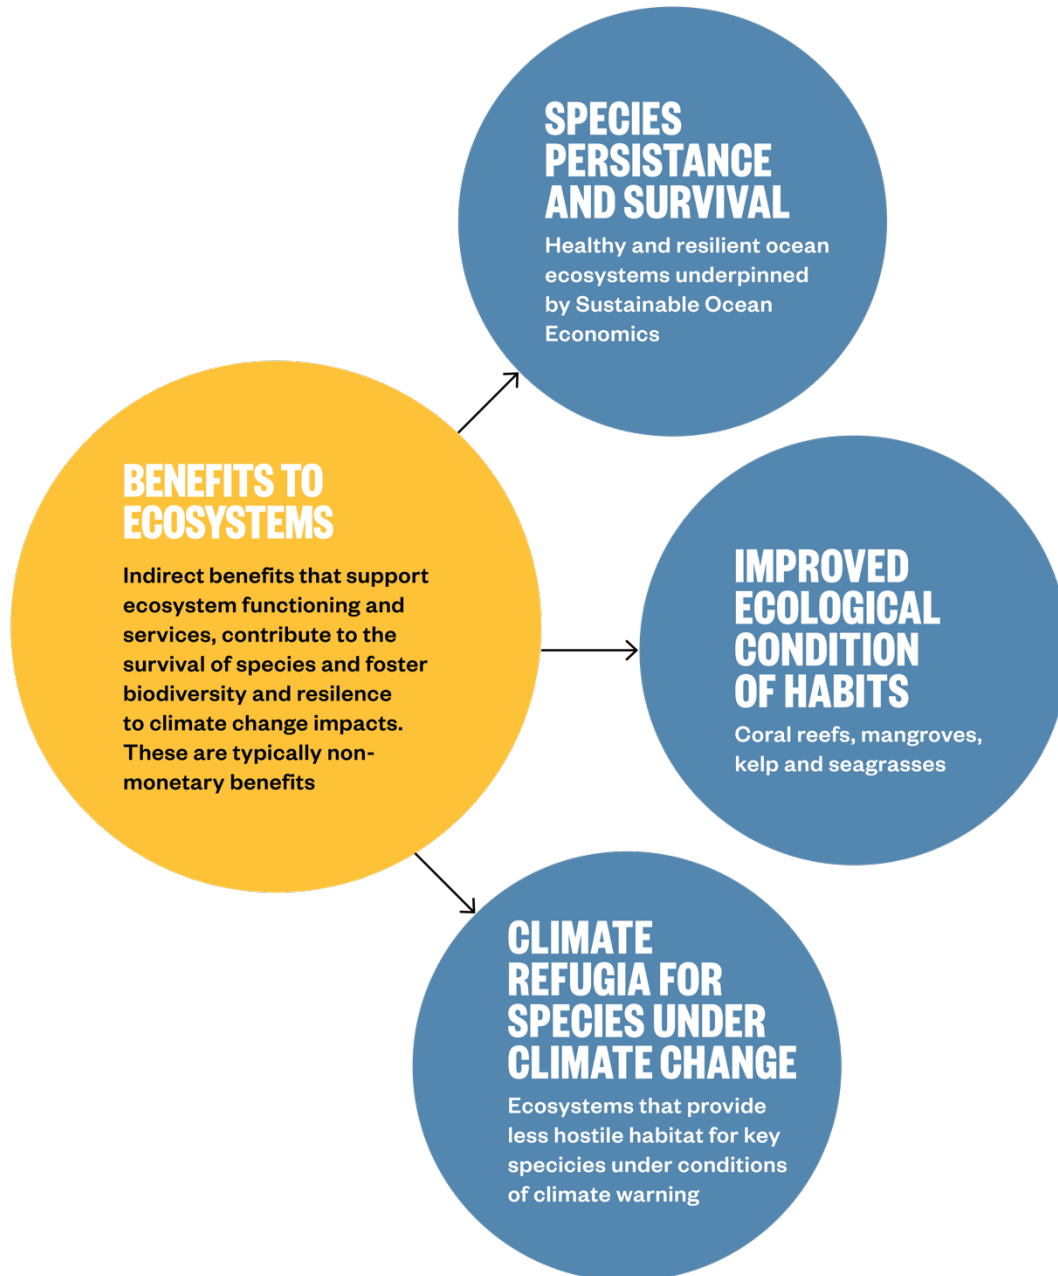 SPECIES
PERSISTANCE
AND SURVIVAL
Healthy and resilient ocean
ecosystems underpinned
by Sustainable Ocean
Economics
BENEFITS TO
ECOSYSTEMS
Indirect benefits that support
ecosystem functioning and
services, contribute to the
survival of species and foster
biodiversity and resilence
to climate change impacts.
These are typically non-
monetary benefits
IMPROVED
ECOLOGICAL
CONDITION
OF HABITS
Coral reefs, mangroves,
kelp and seagrasses
CLIMATE
REFUGIA FOR
SPECIES UNDER
CLIMATE CHANGE
Ecosystems that provide
less hostile habitat for key
specicies under conditions
of climate warning